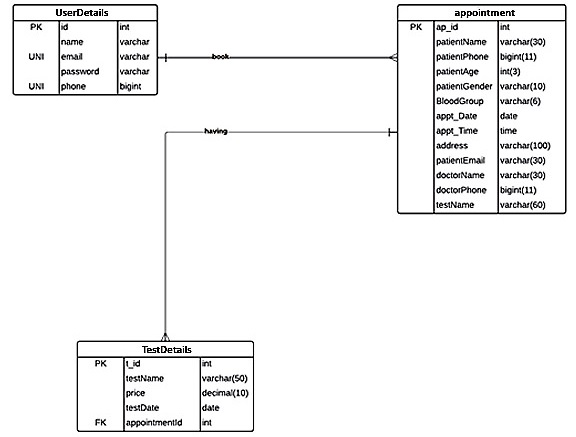 UserDetails
PK id int
name varchar
UNI email varchar
password varchar
UNI phone bigint
book
appointment
PK ap_id int
patientName varchar(30)
patientPhone bigint(11)
patientAge int(3)
patientGender varchar(10)
BloodGroup varchar(6)
appt_Date date
appt_Time time
address varchar(100)
patientEmail varchar(30)
doctorName varchar(30)
doctorPhone bigint(11)
testName varchar(60)
having
TestDetails
PK t_id int
testName varchar(50)
price decimal(10)
testDate date
FK appointmentId int